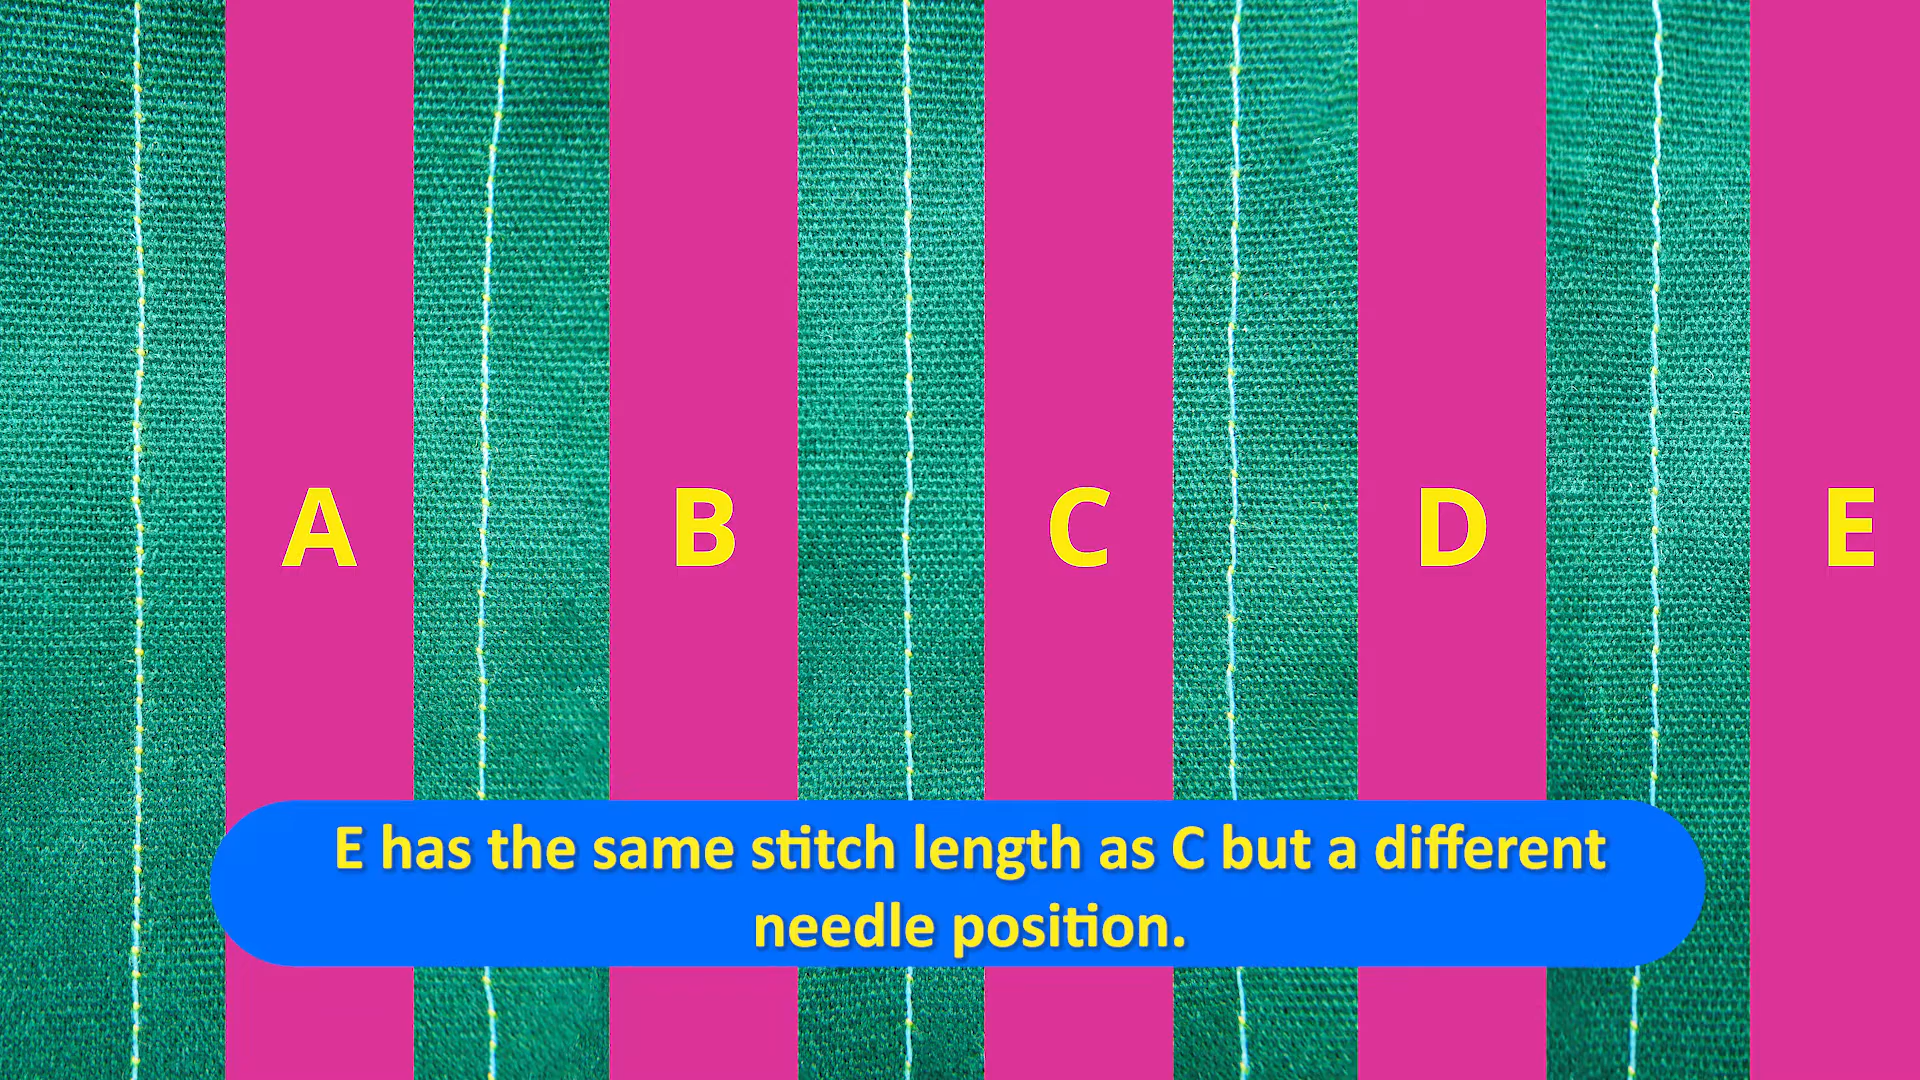 A
B
C
D
E
E has the same stitch length as C but a different
needle position.